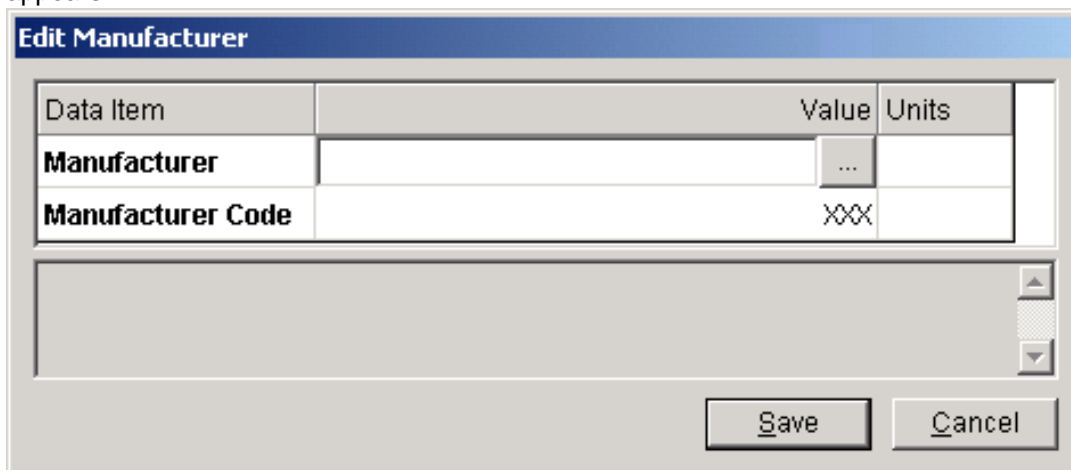 Edit Manufacturer
Data Item Value Units
Manufacturer ...
Manufacturer Code XXX
Save Cancel